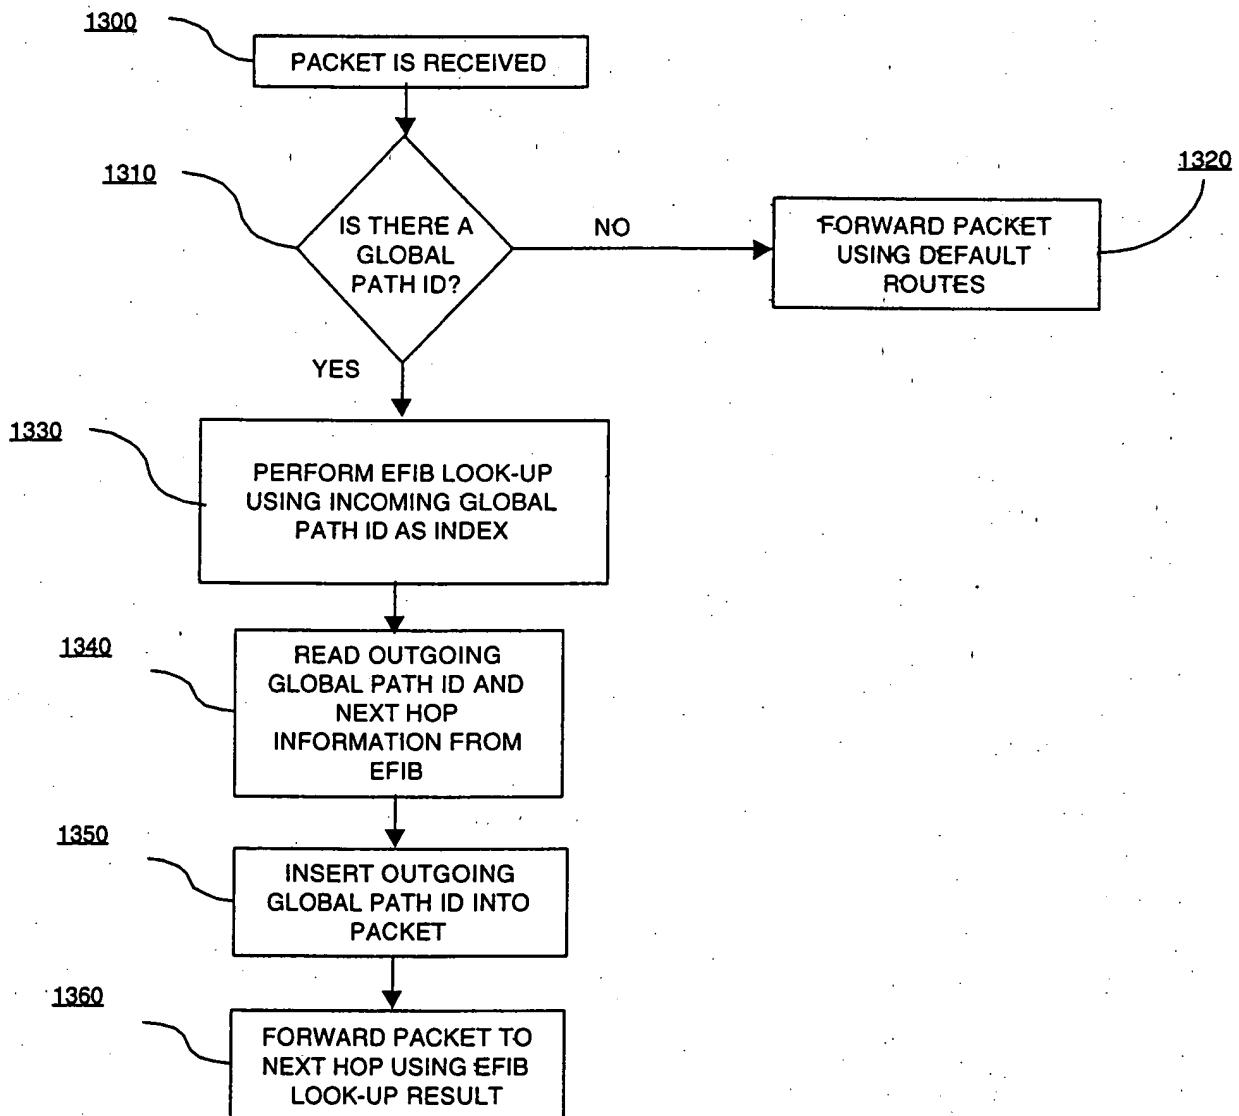 1300
PACKET IS RECEIVED
1310
IS THERE A
GLOBAL
PATH ID?
NO
1320
FORWARD PACKET
USING DEFAULT
ROUTES
YES
1330
PERFORM EFIB LOOK-UP
USING INCOMING GLOBAL
PATH ID AS INDEX
1340
READ OUTGOING
GLOBAL PATH ID AND
NEXT HOP
INFORMATION FROM
EFIB
1350
INSERT OUTGOING
GLOBAL PATH ID INTO
PACKET
1360
FORWARD PACKET TO
NEXT HOP USING EFIB
LOOK-UP RESULT